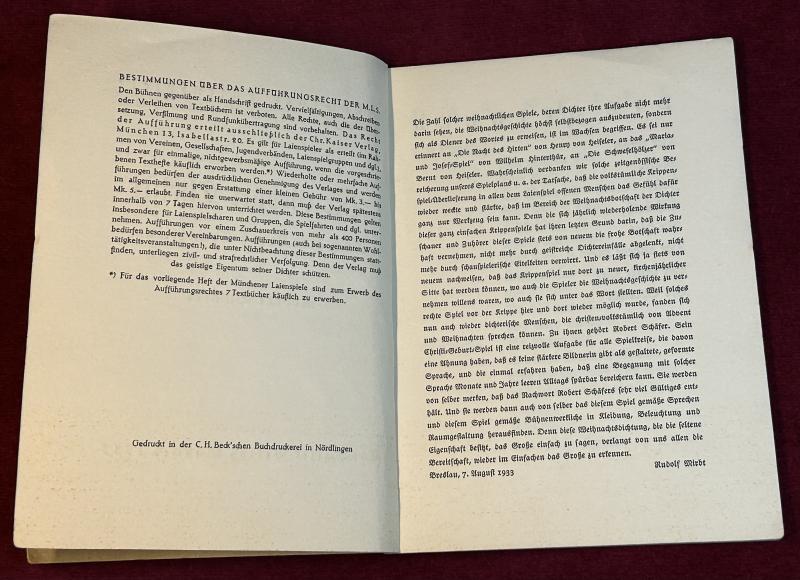 BESTIMMUNGEN ÜBER DAS AUFFÜHRUNGSRECHT DER M.L.S.
Den Bühnen gegenüber als Handschrift gedruckt. Vervielfältigungen, Abschreiben
oder Verleihen von Textbüchern ist verboten. Alle Rechte, auch die der Über-
setzung, Verfilmung und Rundfunkübertragung sind vorbehalten. Das Recht
der Aufführung erteilt ausschließlich der Chr. Kaiser Verlag,
München 13, Isabellastr. 20. Es gilt für Laienspieler als erteilt (im Rah-
men von Vereinen, Gesellschaften, Jugendverbänden, Laienspielgruppen und dgl.),
und zwar für einmalige, nichtgewerbsmäßige Aufführung, wenn die vorgeschrie-
benen Texthefte käuflich erworben werden.*) Wiederholte oder mehrfache Auf-
führungen bedürfen der ausdrücklichen Genehmigung des Verlages und werden
im allgemeinen nur gegen Erstattung einer kleinen Gebühr von Mk. 3.— bis
Mk. 5.— erlaubt. Finden sie unerwartet statt, dann muß der Verlag spätestens
innerhalb von 7 Tagen hiervon unterrichtet werden. Diese Bestimmungen gelten
insbesondere für Laienspielscharen und Gruppen, die Spielfahrten und dgl. unter-
nehmen. Aufführungen vor einem Zuschauerkreis von mehr als 400 Personen
bedürfen besonderer Vereinbarungen. Aufführungen (auch bei sogenannten Wohl-
tätigkeitsveranstaltungen!), die unter Nichtbeachtung dieser Bestimmungen statt-
finden, unterliegen zivil- und strafrechtlicher Verfolgung. Denn der Verlag muß
das geistige Eigentum seiner Dichter schützen.
*) Für das vorliegende Heft der Münchener Laienspiele sind zum Erwerb des
Aufführungsrechtes 7 Textbücher käuflich zu erwerben.
Gedruckt in der C. H. Beck'schen Buchdruckerei in Nördlingen
Die Zahl solcher weihnachtlichen Spiele, deren Dichter ihre Aufgabe nicht mehr
darin sehen, die Weihnachtsgeschichte höchst selbstbezogen auszudeuten, sondern
sich als Diener des Wortes zu erweisen, ist im Wachsen begriffen. Es sei nur
erinnert an „Die Nacht des Hirten“ von Henry von Heiseler, an das „Maria-
und Josef-Spiel“ von Wilhelm Hinterthür, an „Die Schwefelhölzer“ von
Bernt von Heiseler. Wahrscheinlich verdanken wir solche zeitgenössische Be-
reicherung unseres Spielplans u. a. der Tatsache, daß die volkstümliche Krippen-
spiel-Überlieferung in allen dem Laienspiel offenen Menschen das Gefühl dafür
wieder weckte und stärkte, daß im Bereich der Weihnachtsbotschaft der Dichter
ganz nur Werkzeug sein kann. Denn die sich jährlich wiederholende Wirkung
dieser ganz einfachen Krippenspiele hat ihren letzten Grund darin, daß die Zu-
schauer und Zuhörer dieser Spiele stets von neuem die frohe Botschaft wahr-
haft vernehmen, nicht mehr durch geistreiche Dichtereinfälle abgelenkt, nicht
mehr durch schauspielerische Eitelkeiten verwirrt. Und es läßt sich ja stets von
neuem nachweisen, daß das Krippenspiel nur dort zu neuer, kirchenjährlicher
Sitte hat werden können, wo auch die Spieler die Weihnachtsgeschichte zu ver-
nehmen willens waren, wo auch sie sich unter das Wort stellten. Weil solches
rechte Spiel vor der Krippe hier und dort wieder möglich wurde, fanden sich
nun auch wieder dichterische Menschen, die christen-volkstümlich von Advent
und Weihnachten sprechen können. Zu ihnen gehört Robert Schäfer. Sein
Christi-Geburt-Spiel ist eine reizvolle Aufgabe für alle Spielkreise, die davon
eine Ahnung haben, daß es keine stärkere Bildnerin gibt als gestaltete, geformte
Sprache, und die einmal erfahren haben, daß eine Begegnung mit solcher
Sprache Monate und Jahre leeren Alltags spürbar bereichern kann. Sie werden
von selber merken, daß das Nachwort Robert Schäfers sehr viel Gültiges ent-
hält. Und sie werden dann auch von selber das diesem Spiel gemäße Sprechen
und diesem Spiel gemäße Bühnenwerkliche in Kleidung, Beleuchtung und
Raumgestaltung herausfinden. Denn diese Weihnachtsdichtung, die die seltene
Eigenschaft besitzt, das Große einfach zu sagen, verlangt von uns allen die
Bereitschaft, wieder im Einfachen das Große zu erkennen.
Breslau, 7. August 1933
Rudolf Mirbt